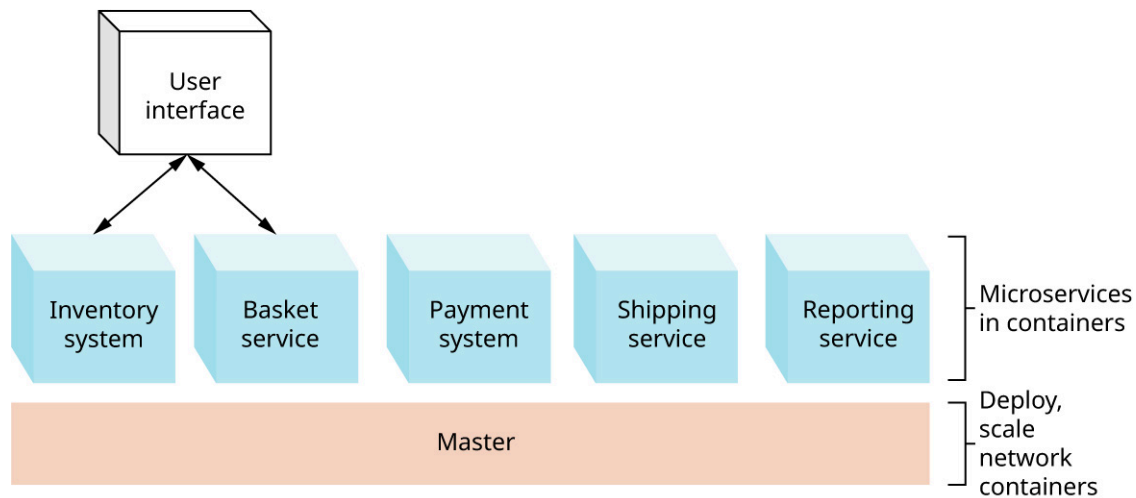 User
interface
Inventory
system
Basket
service
Payment
system
Shipping
service
Reporting
service
Microservices
in containers
Master
Deploy,
scale
network
containers